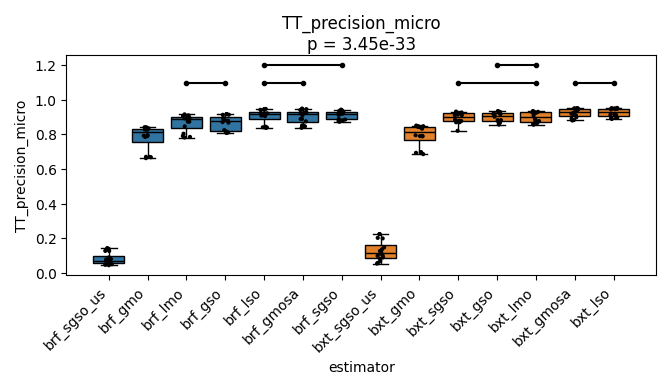 TT_precision_micro
p = 3.45e-33
TT_precision_micro
1.2
1.0
0.8
0.6
0.4
0.2
0.0
brf_sgso_us
brf_gmo
brf_lmo
brf_gso
brf_lso
brf_gmosa
brf_sgso
bxt_sgso_us
bxt_gmo
bxt_sgso
bxt_gso
bxt_lmo
bxt_gmosa
bxt_lso
estimator